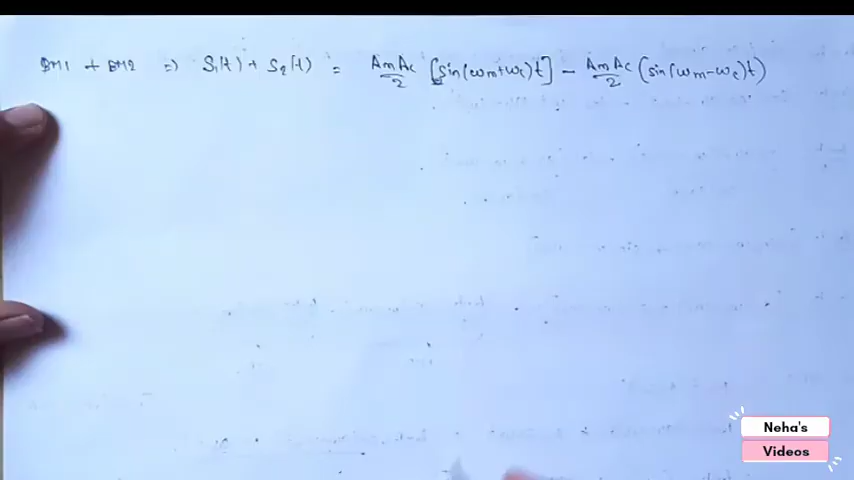 BM1 + BM2 => S₁(t) + S₂(t) = AmAc/2 [sin(ωm+ωc)t] - AmAc/2 (sin(ωm-ωc)t)
Neha's
Videos